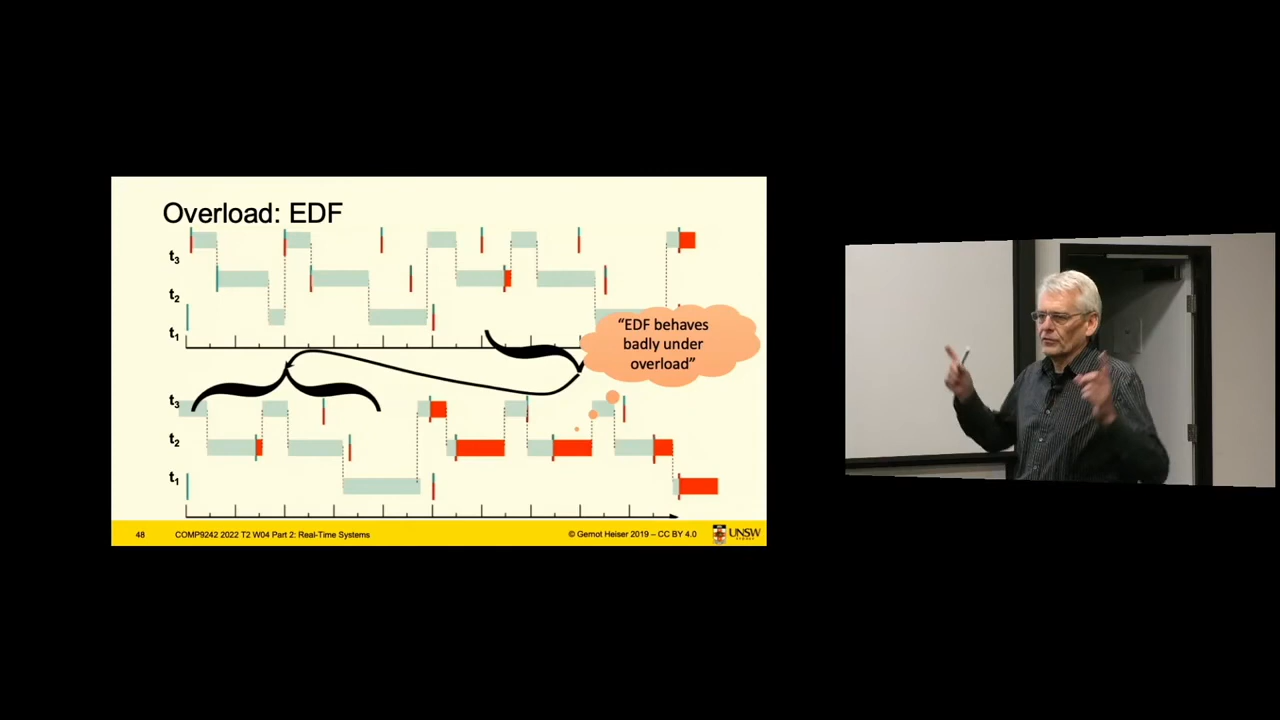 Overload: EDF
t3
t2
t1
"EDF behaves
badly under
overload"
t3
t2
t1
48
COMP9242 2022 T2 W04 Part 2: Real-Time Systems
© Gernot Heiser 2019 – CC BY 4.0
UNSW
SYDNEY